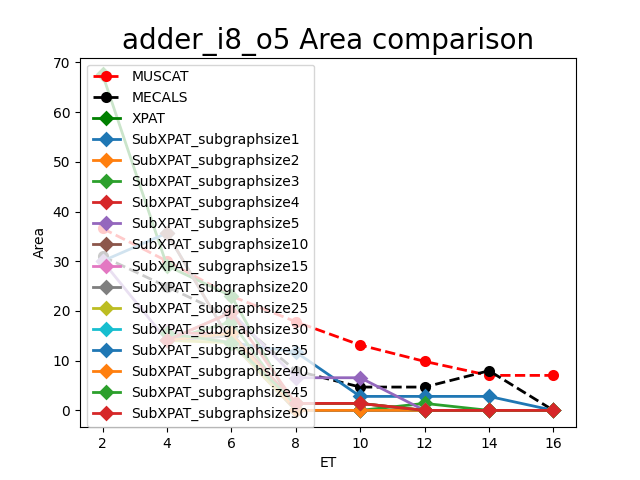 adder_i8_o5 Area comparison
70
60
50
40
30
20
10
0
Area
MUSCAT
MECALS
XPAT
SubXPAT_subgraphsize1
SubXPAT_subgraphsize2
SubXPAT_subgraphsize3
SubXPAT_subgraphsize4
SubXPAT_subgraphsize5
SubXPAT_subgraphsize10
SubXPAT_subgraphsize15
SubXPAT_subgraphsize20
SubXPAT_subgraphsize25
SubXPAT_subgraphsize30
SubXPAT_subgraphsize35
SubXPAT_subgraphsize40
SubXPAT_subgraphsize45
SubXPAT_subgraphsize50
2 4 6 8 10 12 14 16
ET